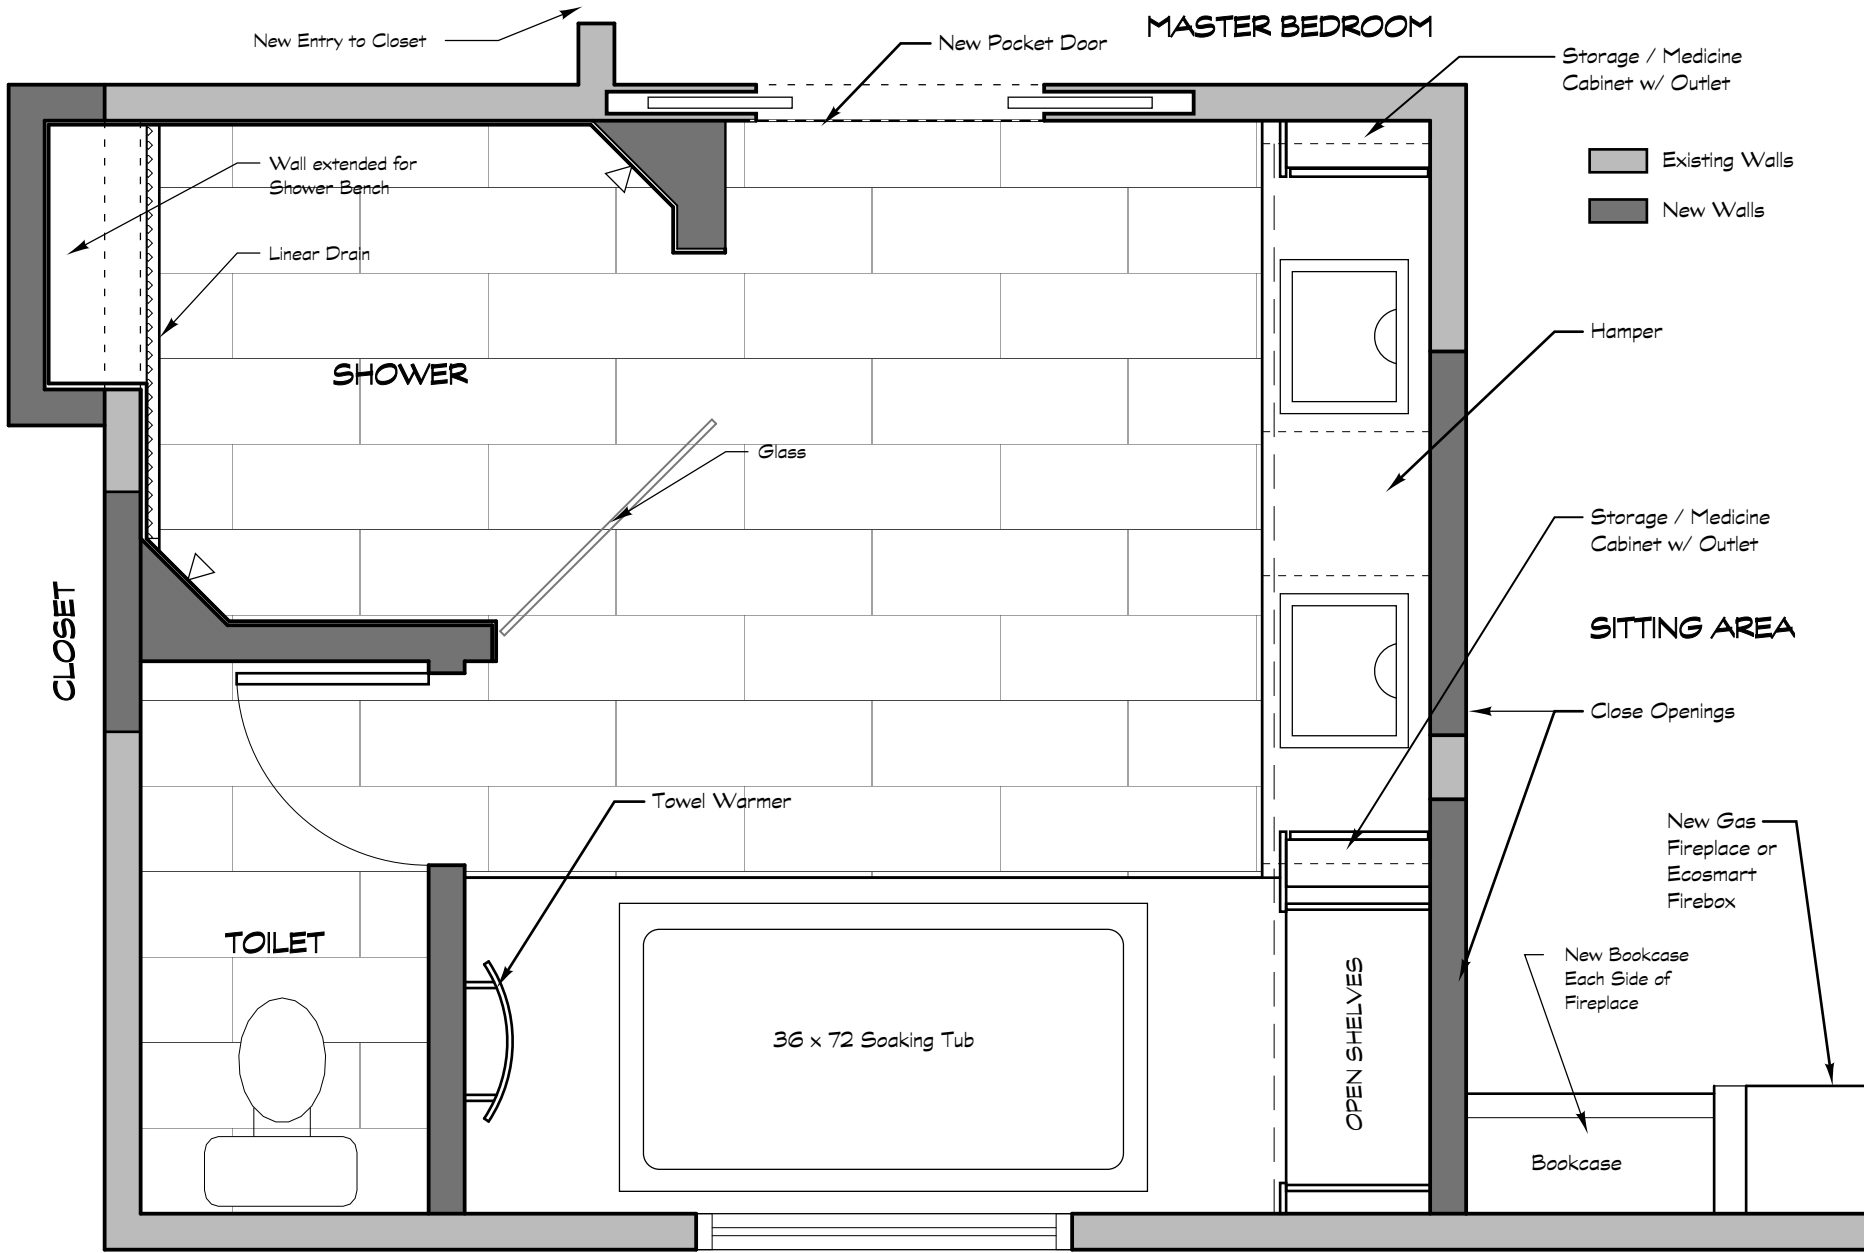 MASTER BEDROOM
New Entry to Closet
New Pocket Door
Storage / Medicine
Cabinet w/ Outlet
Existing Walls
New Walls
Wall extended for
Shower Bench
Linear Drain
Hamper
SHOWER
Glass
Storage / Medicine
Cabinet w/ Outlet
CLOSET
SITTING AREA
Close Openings
Towel Warmer
New Gas
Fireplace or
Ecosmart
Firebox
TOILET
New Bookcase
Each Side of
Fireplace
36 x 72 Soaking Tub
OPEN SHELVES
Bookcase